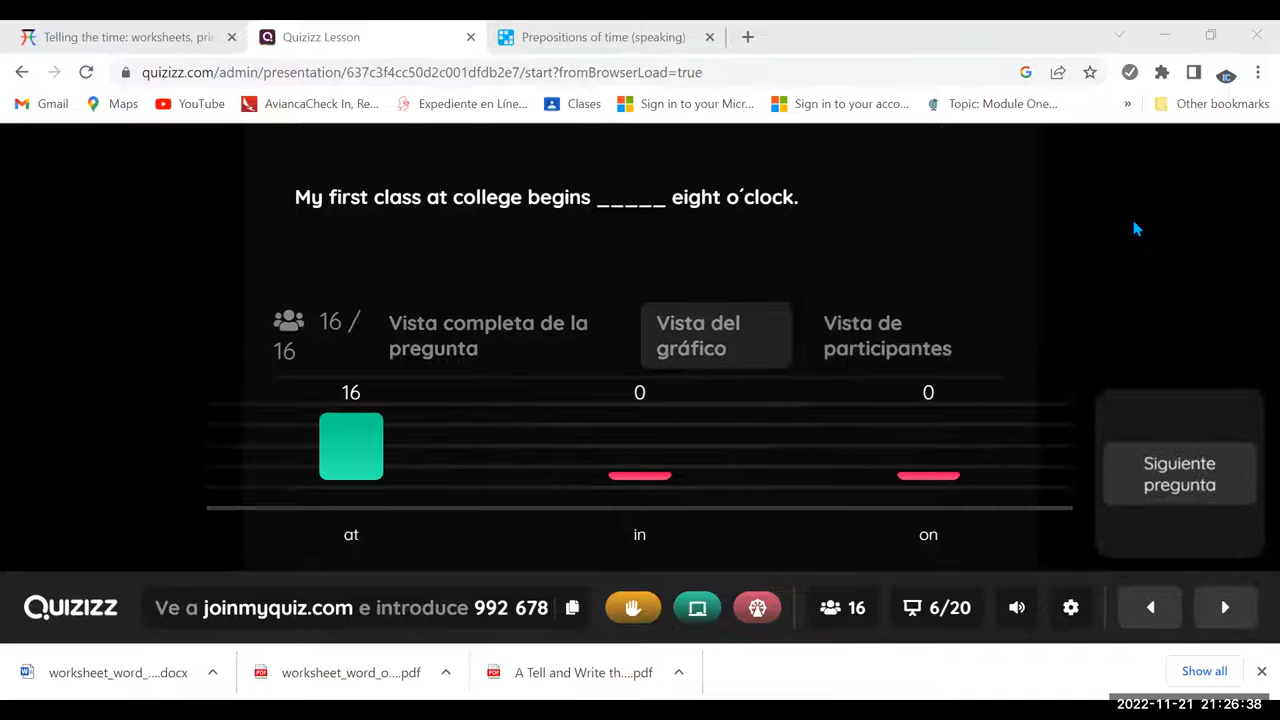 Telling the time: worksheets, pri
Quizizz Lesson
Prepositions of time (speaking)
quizizz.com/admin/presentation/637c3f4cc50d2c001dfdb2e7/start?fromBrowserLoad=true
Gmail
Maps
YouTube
AviancaCheck In, Re...
Expediente en Líne...
Clases
Sign in to your Micr...
Sign in to your acco...
Topic: Module One...
»
Other bookmarks
My first class at college begins _____ eight o´clock.
16 /
16
Vista completa de la
pregunta
Vista del
gráfico
Vista de
participantes
16
0
0
at
in
on
Siguiente
pregunta
QUIZIZZ
Ve a joinmyquiz.com e introduce 992 678
16
6/20
worksheet_word_....docx
worksheet_word_o....pdf
A Tell and Write th....pdf
Show all
2022-11-21 21:26:38